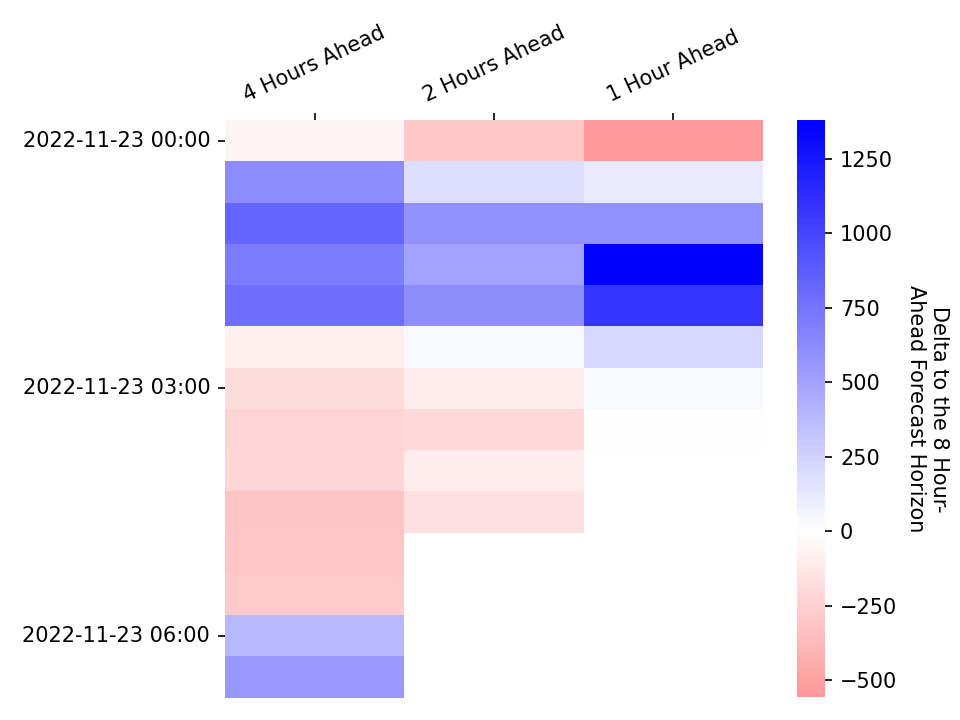 4 Hours Ahead
2 Hours Ahead
1 Hour Ahead
2022-11-23 00:00
2022-11-23 03:00
2022-11-23 06:00
1250
1000
750
500
250
0
−250
−500
Delta to the 8 Hour-
Ahead Forecast Horizon